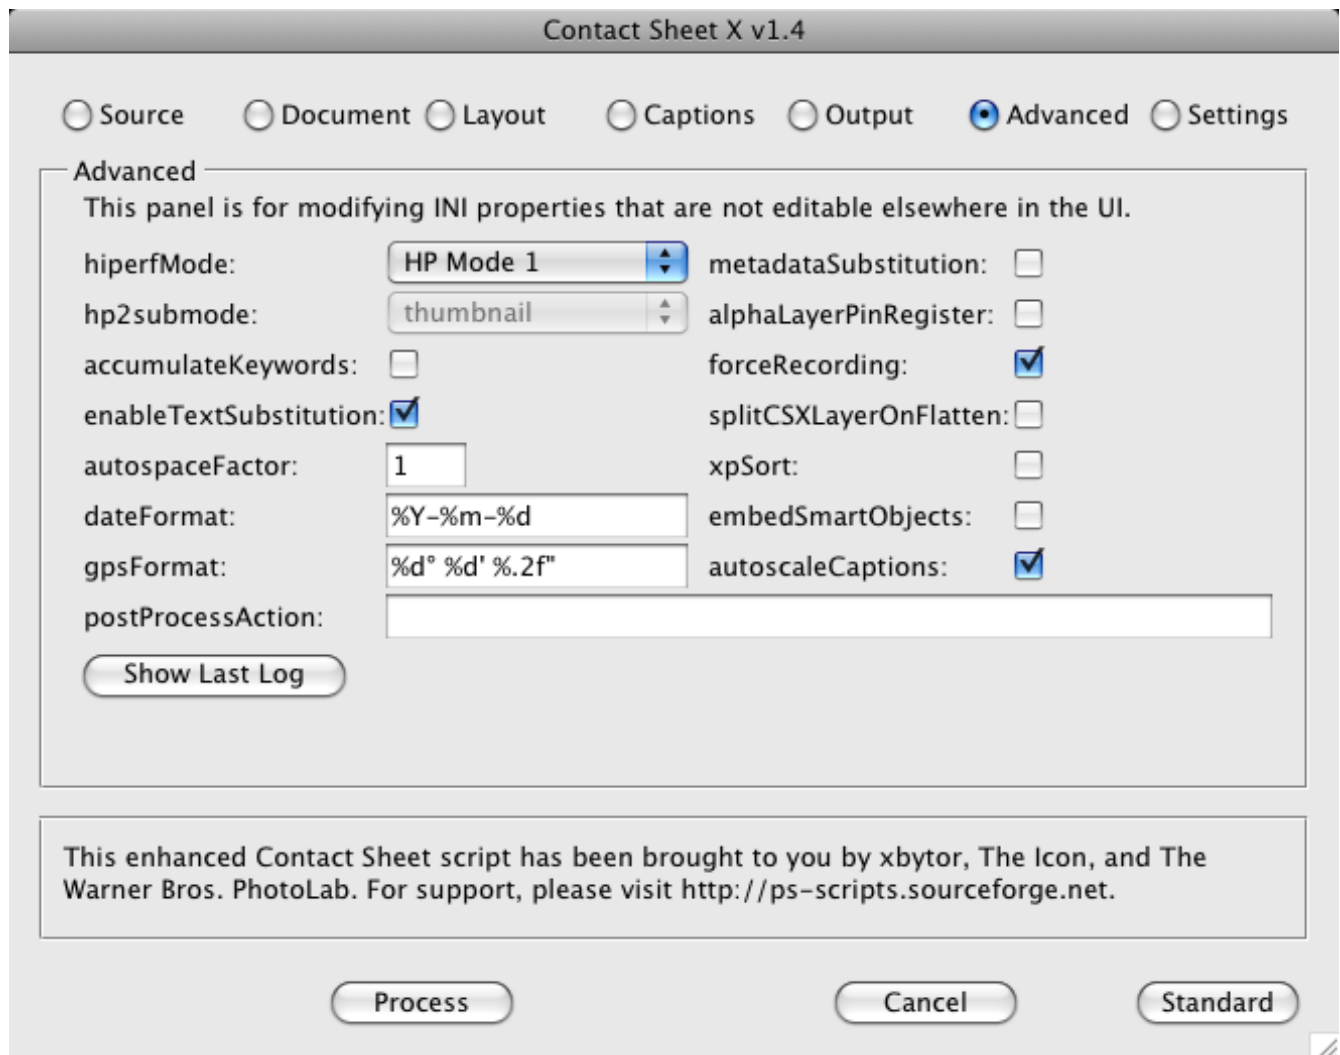 Contact Sheet X v1.4
Source Document Layout Captions Output Advanced Settings
Advanced
This panel is for modifying INI properties that are not editable elsewhere in the UI.
hiperfMode: HP Mode 1 metadataSubstitution:
hp2submode: thumbnail alphaLayerPinRegister:
accumulateKeywords: forceRecording:
enableTextSubstitution: splitCSXLayerOnFlatten:
autospaceFactor: 1 xpSort:
dateFormat: %Y-%m-%d embedSmartObjects:
gpsFormat: %d° %d' %.2f" autoscaleCaptions:
postProcessAction:
Show Last Log
This enhanced Contact Sheet script has been brought to you by xbytor, The Icon, and The
Warner Bros. PhotoLab. For support, please visit http://ps-scripts.sourceforge.net.
Process Cancel Standard